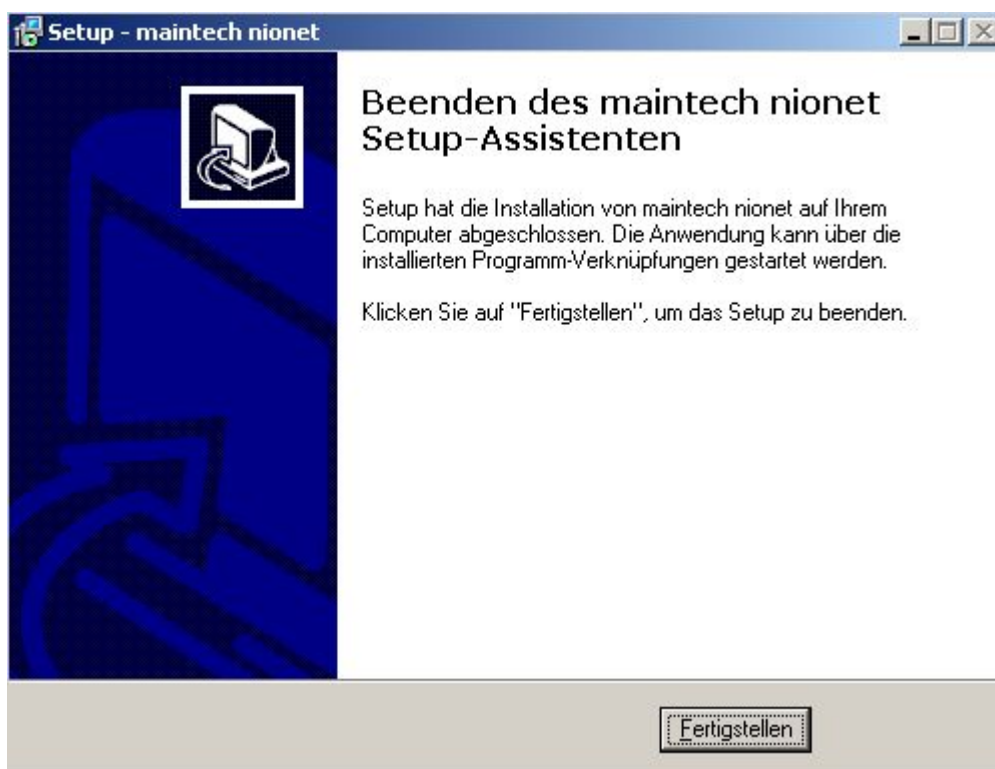 Setup - maintech nionet
Beenden des maintech nionet
Setup-Assistenten
Setup hat die Installation von maintech nionet auf Ihrem
Computer abgeschlossen. Die Anwendung kann über die
installierten Programm-Verknüpfungen gestartet werden.
Klicken Sie auf "Fertigstellen", um das Setup zu beenden.
Fertigstellen